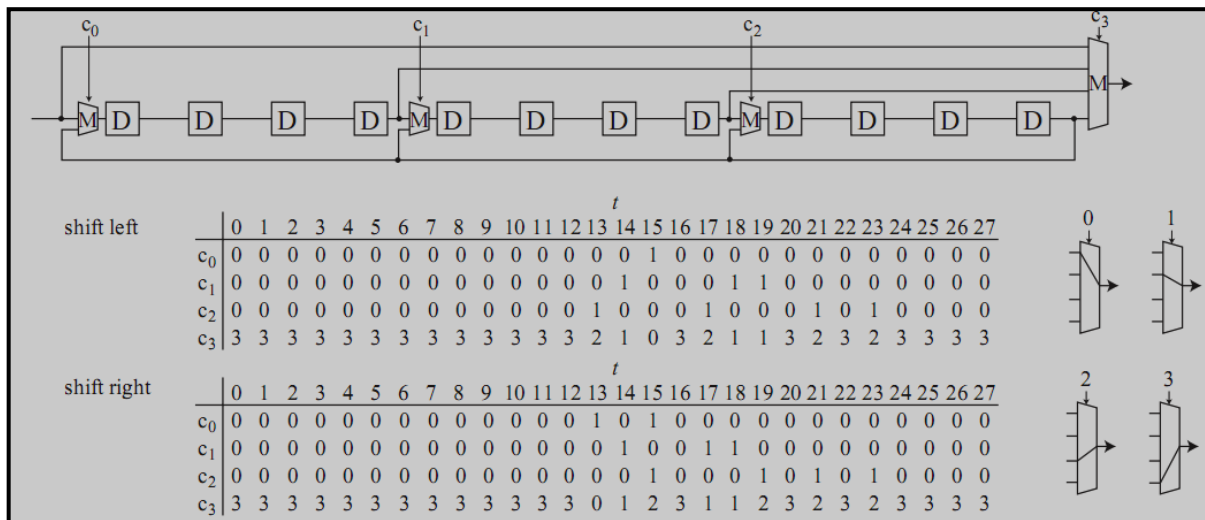 c0 c1 c2 c3
M D D D D M D D D D M D D D D M
t
shift left 0 1 2 3 4 5 6 7 8 9 10 11 12 13 14 15 16 17 18 19 20 21 22 23 24 25 26 27 0 1
c0 0 0 0 0 0 0 0 0 0 0 0 0 0 0 0 1 0 0 0 0 0 0 0 0 0 0 0 0
c1 0 0 0 0 0 0 0 0 0 0 0 0 0 0 1 0 0 0 1 1 0 0 0 0 0 0 0 0
c2 0 0 0 0 0 0 0 0 0 0 0 0 0 1 0 0 0 1 0 0 0 1 0 1 0 0 0 0
c3 3 3 3 3 3 3 3 3 3 3 3 3 3 2 1 0 3 2 1 1 3 2 3 2 3 3 3 3
t
shift right 0 1 2 3 4 5 6 7 8 9 10 11 12 13 14 15 16 17 18 19 20 21 22 23 24 25 26 27 2 3
c0 0 0 0 0 0 0 0 0 0 0 0 0 0 1 0 1 0 0 0 0 0 0 0 0 0 0 0 0
c1 0 0 0 0 0 0 0 0 0 0 0 0 0 0 1 0 0 1 1 0 0 0 0 0 0 0 0 0
c2 0 0 0 0 0 0 0 0 0 0 0 0 0 0 0 1 0 0 0 1 0 1 0 1 0 0 0 0
c3 3 3 3 3 3 3 3 3 3 3 3 3 3 0 1 2 3 1 1 2 3 2 3 2 3 3 3 3